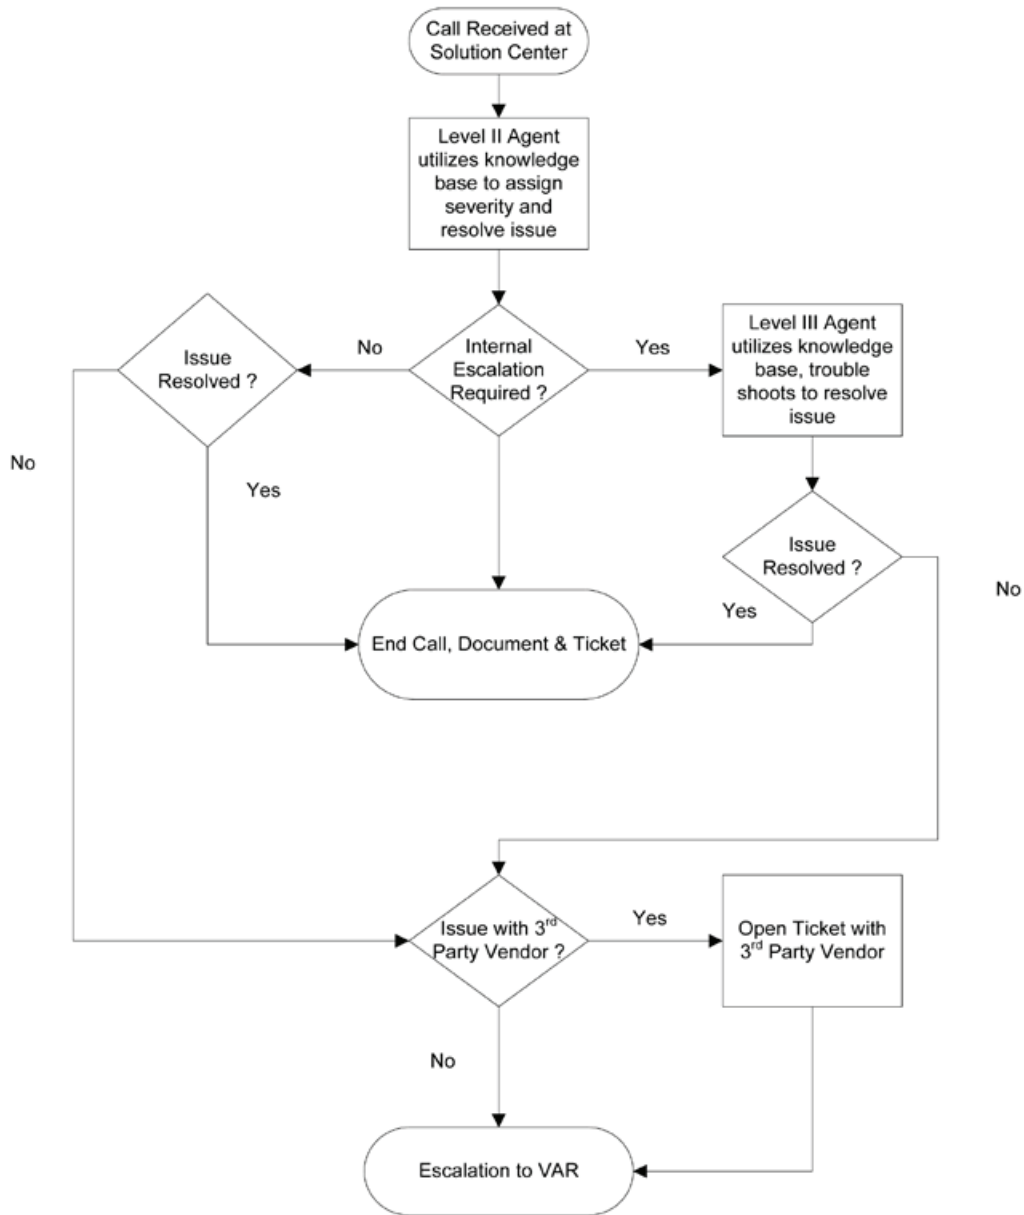 Call Received at
Solution Center
Level II Agent
utilizes knowledge
base to assign
severity and
resolve issue
Issue
Resolved ?
No
Internal
Escalation
Required ?
Yes
Level III Agent
utilizes knowledge
base, trouble
shoots to resolve
issue
No
Yes
Issue
Resolved ?
No
Yes
End Call, Document & Ticket
Issue with 3rd
Party Vendor ?
Yes
Open Ticket with
3rd Party Vendor
No
Escalation to VAR